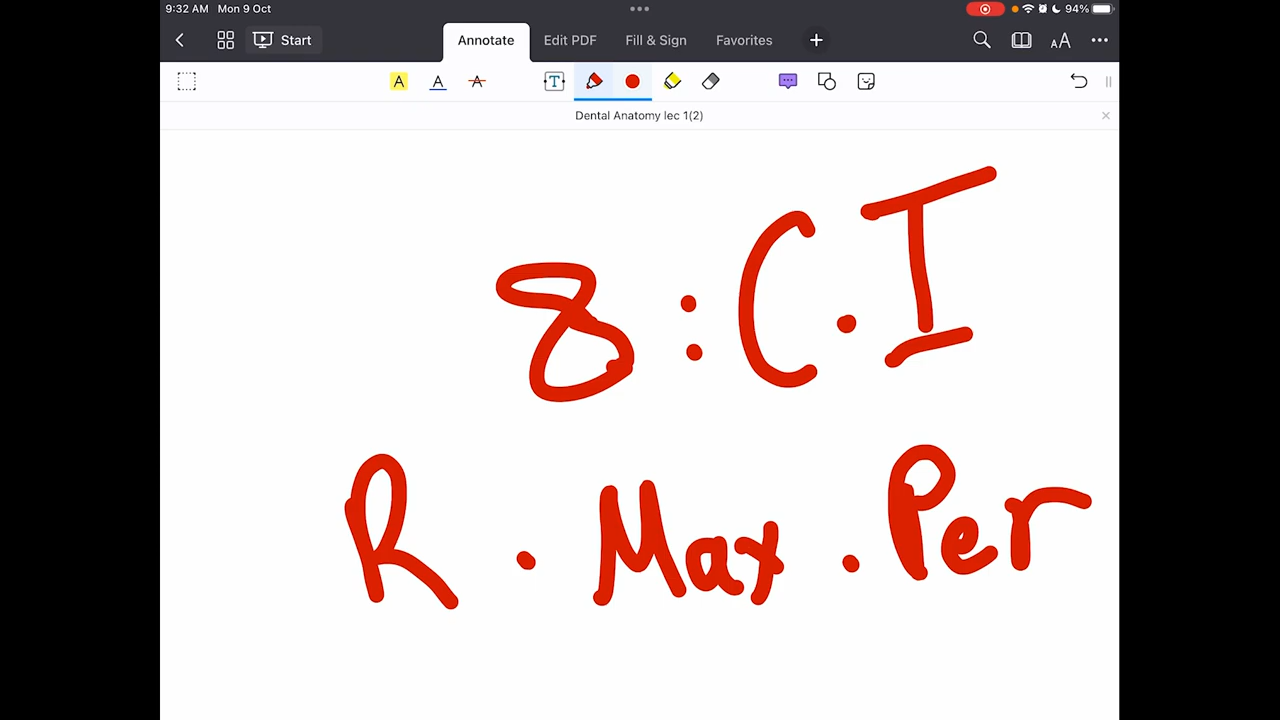 9:32 AM Mon 9 Oct 94%
Start Annotate Edit PDF Fill & Sign Favorites + AA
A A A T
Dental Anatomy lec 1(2)
8 : C . I
R . Max . Per